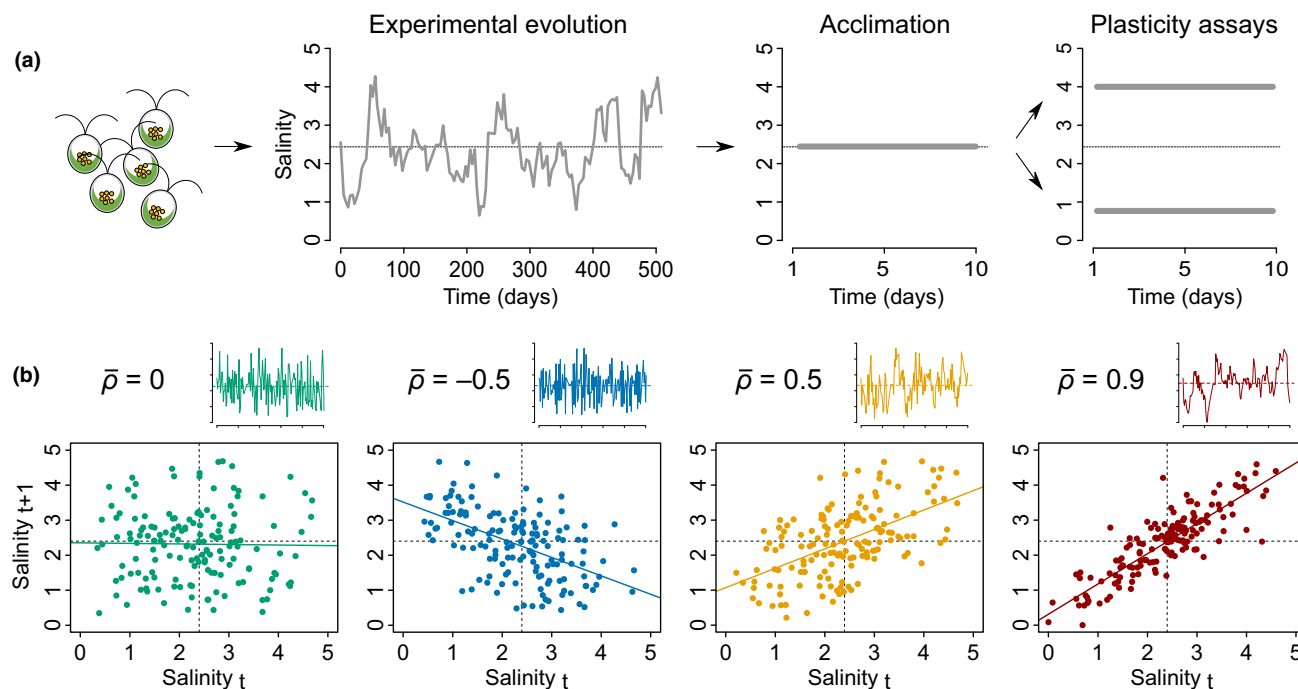 Experimental evolution
Acclimation
Plasticity assays
(a)
Salinity
0 1 2 3 4 5
0 100 200 300 400 500
Time (days)
0 1 2 3 4 5
1 5 10
Time (days)
0 1 2 3 4 5
1 5 10
Time (days)
(b)
ρ̅ = 0
ρ̅ = –0.5
ρ̅ = 0.5
ρ̅ = 0.9
Salinity t+1
0 1 2 3 4 5
0 1 2 3 4 5
Salinity t
0 1 2 3 4 5
0 1 2 3 4 5
Salinity t
0 1 2 3 4 5
0 1 2 3 4 5
Salinity t
0 1 2 3 4 5
0 1 2 3 4 5
Salinity t